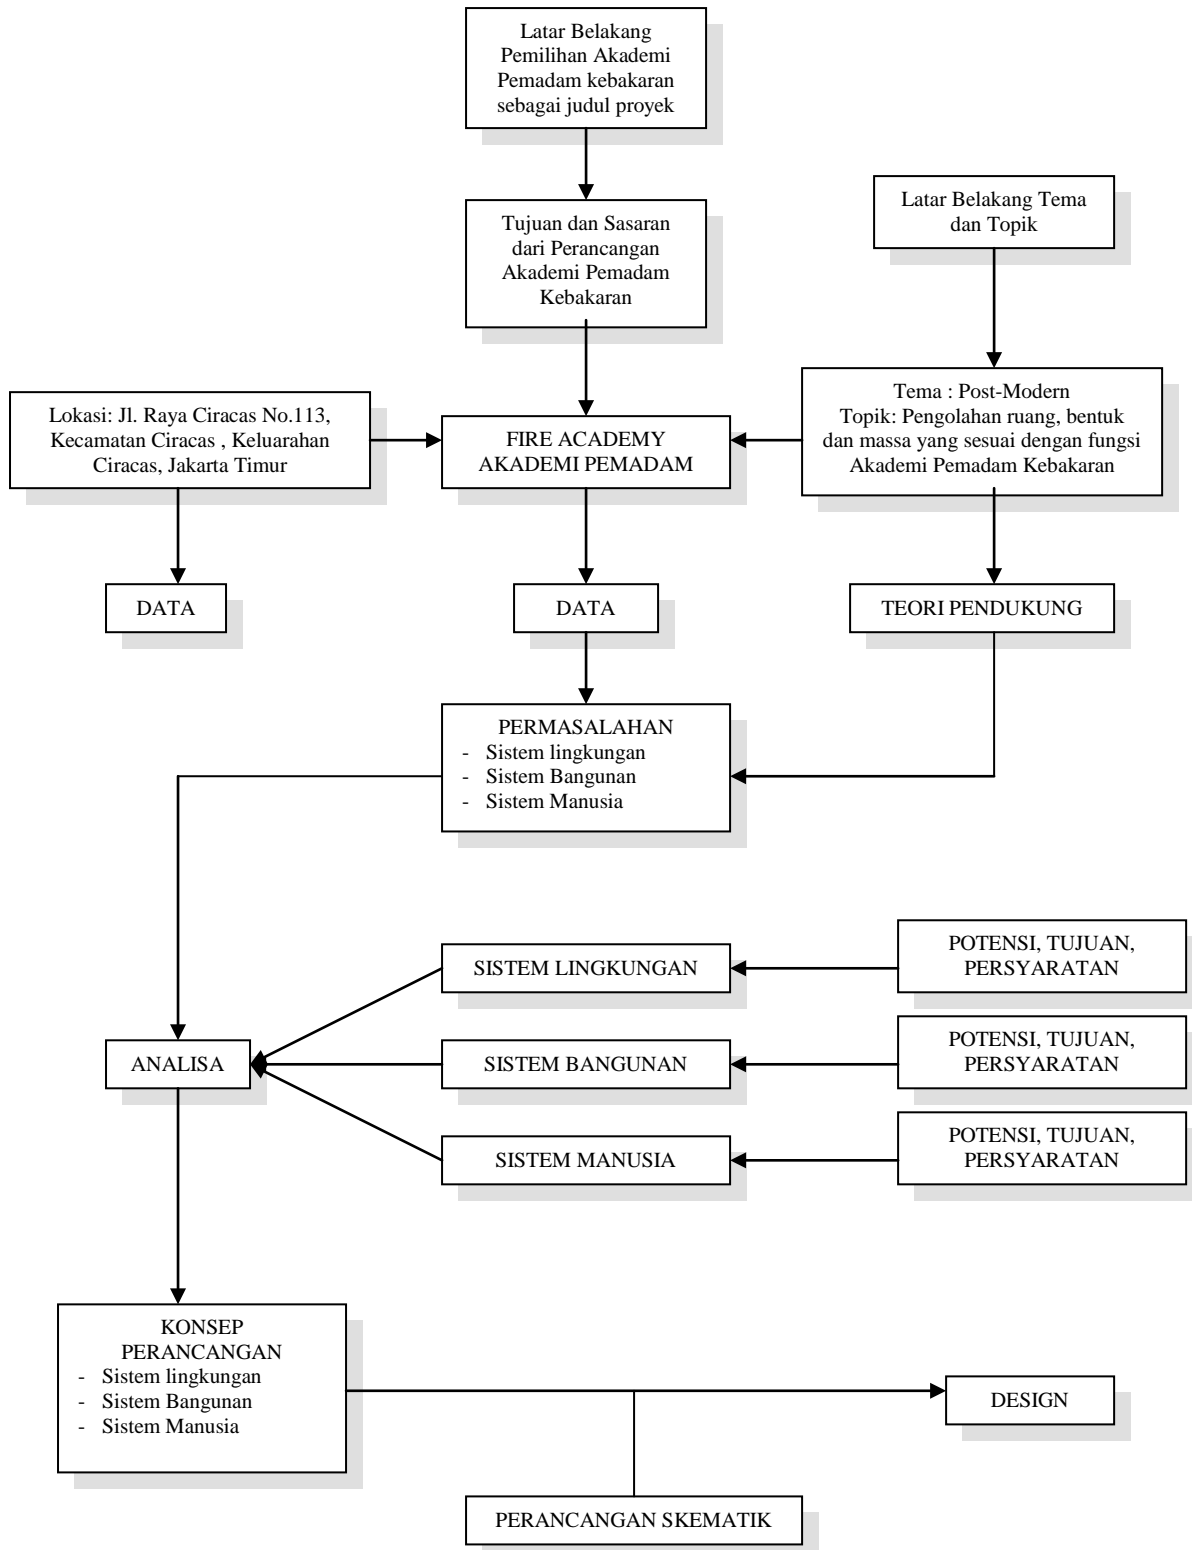 Latar Belakang
Pemilihan Akademi
Pemadam kebakaran
sebagai judul proyek
Latar Belakang Tema
dan Topik
Tujuan dan Sasaran
dari Perancangan
Akademi Pemadam
Kebakaran
Lokasi: Jl. Raya Ciracas No.113,
Kecamatan Ciracas , Keluarahan
Ciracas, Jakarta Timur
FIRE ACADEMY
AKADEMI PEMADAM
Tema : Post-Modern
Topik: Pengolahan ruang, bentuk
dan massa yang sesuai dengan fungsi
Akademi Pemadam Kebakaran
DATA
DATA
TEORI PENDUKUNG
PERMASALAHAN
- Sistem lingkungan
- Sistem Bangunan
- Sistem Manusia
SISTEM LINGKUNGAN
POTENSI, TUJUAN,
PERSYARATAN
ANALISA
SISTEM BANGUNAN
POTENSI, TUJUAN,
PERSYARATAN
SISTEM MANUSIA
POTENSI, TUJUAN,
PERSYARATAN
KONSEP
PERANCANGAN
- Sistem lingkungan
- Sistem Bangunan
- Sistem Manusia
DESIGN
PERANCANGAN SKEMATIK